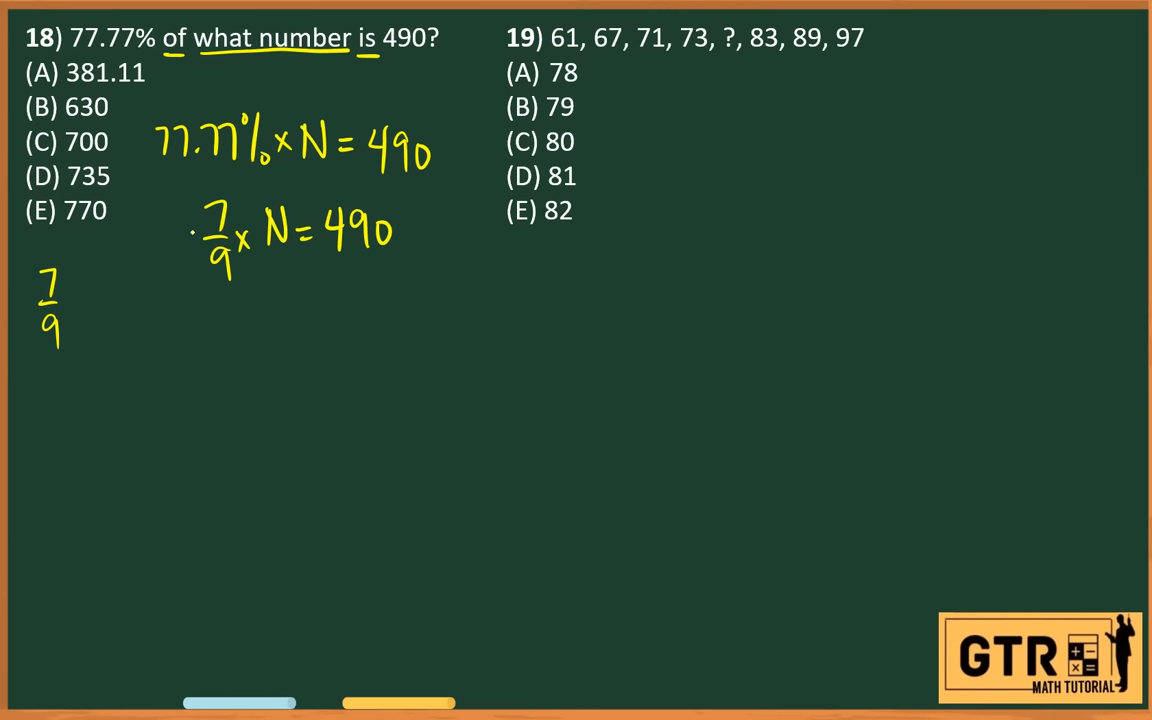 18) 77.77% of what number is 490?
(A) 381.11
(B) 630
(C) 700
(D) 735
(E) 770
77.77% × N = 490
7/9 × N = 490
7/9
19) 61, 67, 71, 73, ?, 83, 89, 97
(A) 78
(B) 79
(C) 80
(D) 81
(E) 82
GTR
MATH TUTORIAL